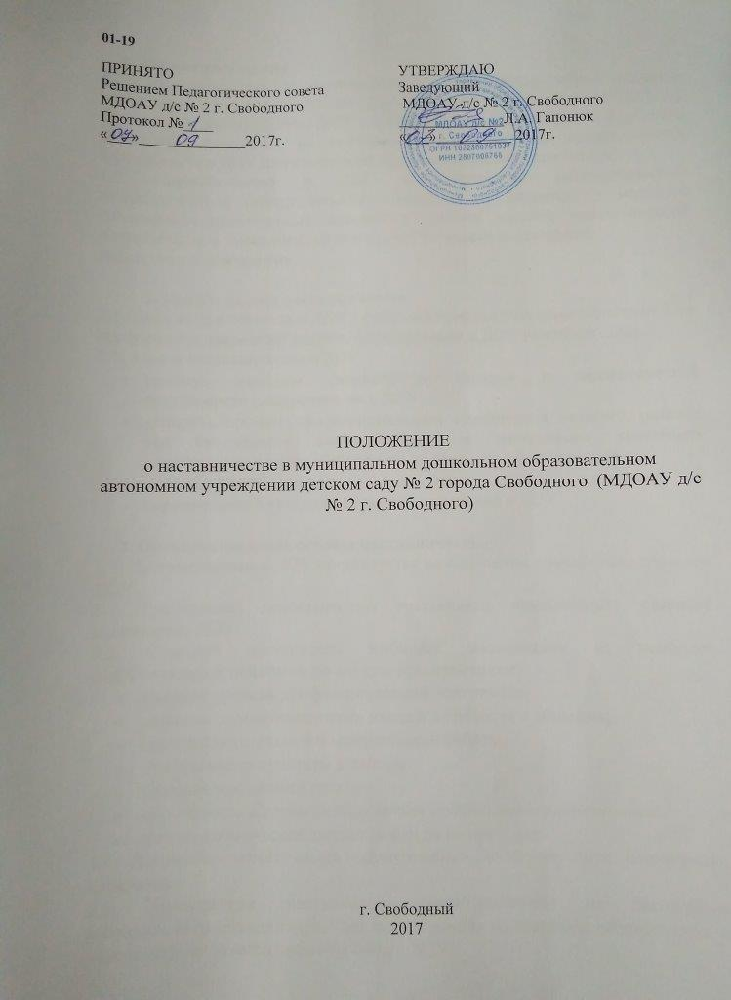 01-19
ПРИНЯТО
Решением Педагогического совета
МДОАУ д/с № 2 г. Свободного
Протокол № 1
«07» 09 2017г.
УТВЕРЖДАЮ
Заведующий
МДОАУ д/с № 2 г. Свободного
Л.А. Гапонюк
«07» 09 2017г.
МДОАУ д/с №2
г. Свободного
ОГРН 1022800761037
ИНН 2807008766
ПОЛОЖЕНИЕ
о наставничестве в муниципальном дошкольном образовательном
автономном учреждении детском саду № 2 города Свободного (МДОАУ д/с
№ 2 г. Свободного)
г. Свободный
2017